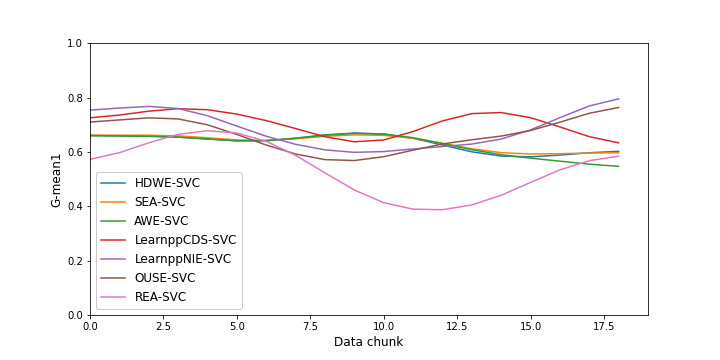 1.0
0.8
0.6
0.4
0.2
0.0
G-mean1
HDWE-SVC
SEA-SVC
AWE-SVC
LearnppCDS-SVC
LearnppNIE-SVC
OUSE-SVC
REA-SVC
0.0 2.5 5.0 7.5 10.0 12.5 15.0 17.5
Data chunk